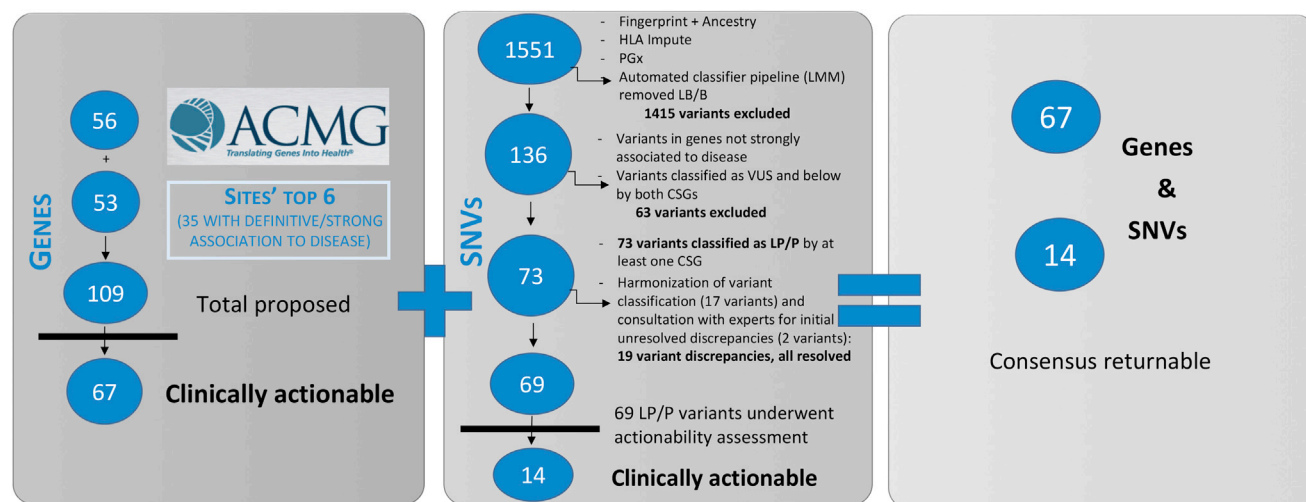 GENES
56
+
53
109
67
ACMG
Translating Genes Into Health®
SITES' TOP 6
(35 WITH DEFINITIVE/STRONG
ASSOCIATION TO DISEASE)
Total proposed
Clinically actionable
SNVs
1551
- Fingerprint + Ancestry
- HLA Impute
- PGx
- Automated classifier pipeline (LMM)
removed LB/B
1415 variants excluded
136
- Variants in genes not strongly
associated to disease
- Variants classified as VUS and below
by both CSGs
63 variants excluded
73
- 73 variants classified as LP/P by at
least one CSG
- Harmonization of variant
classification (17 variants) and
consultation with experts for initial
unresolved discrepancies (2 variants):
19 variant discrepancies, all resolved
69
69 LP/P variants underwent
actionability assessment
14
Clinically actionable
67
Genes
&
SNVs
14
Consensus returnable